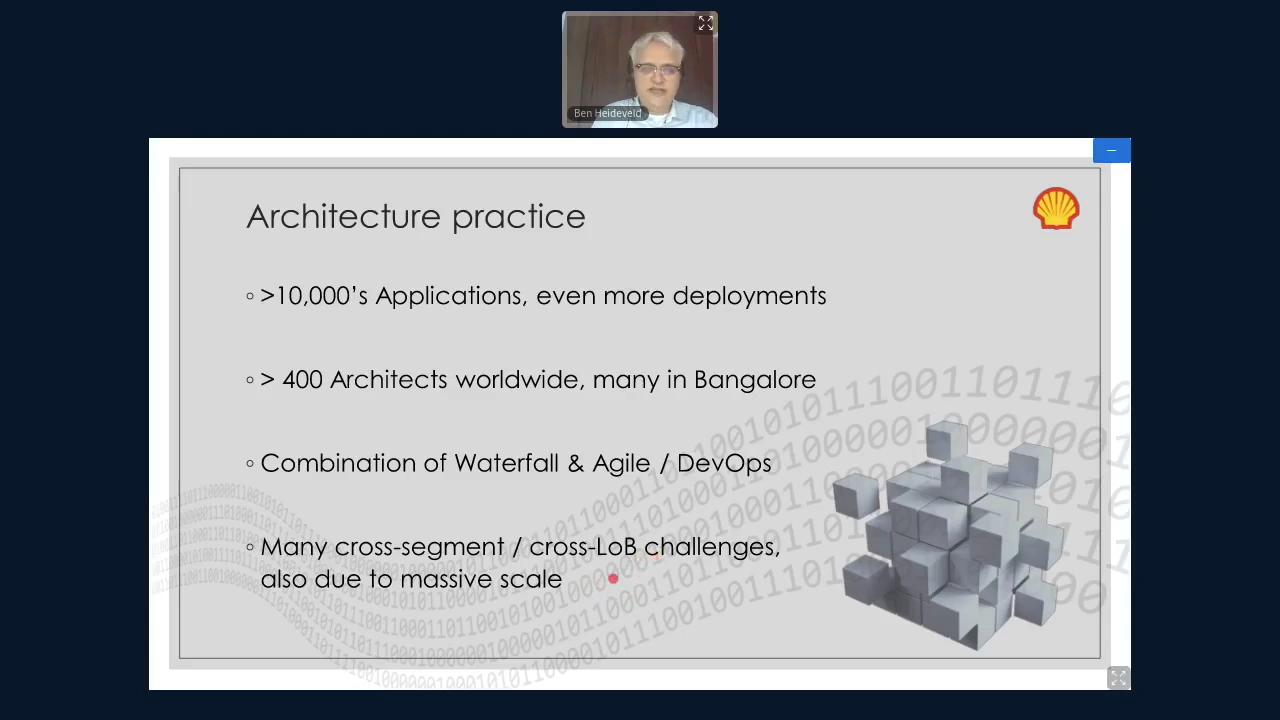 Ben Heideveld
Architecture practice
◦ >10,000’s Applications, even more deployments
◦ > 400 Architects worldwide, many in Bangalore
◦ Combination of Waterfall & Agile / DevOps
◦ Many cross-segment / cross-LoB challenges,
also due to massive scale